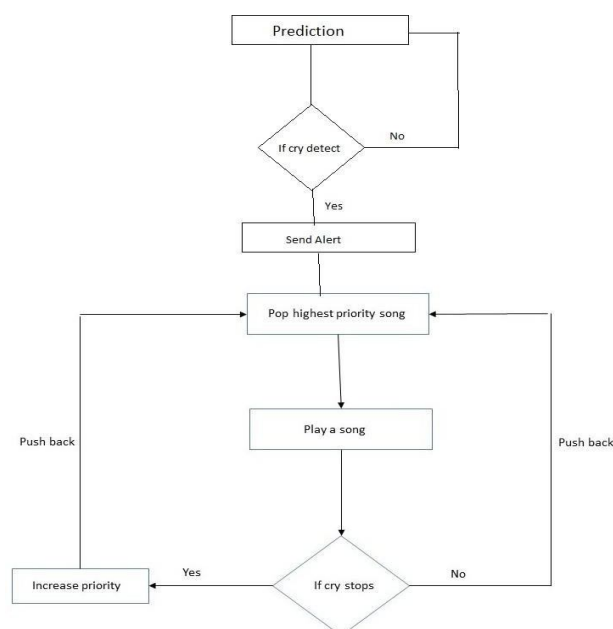 Prediction
If cry detect
No
Yes
Send Alert
Pop highest priority song
Push back
Play a song
Push back
Increase priority
Yes
If cry stops
No